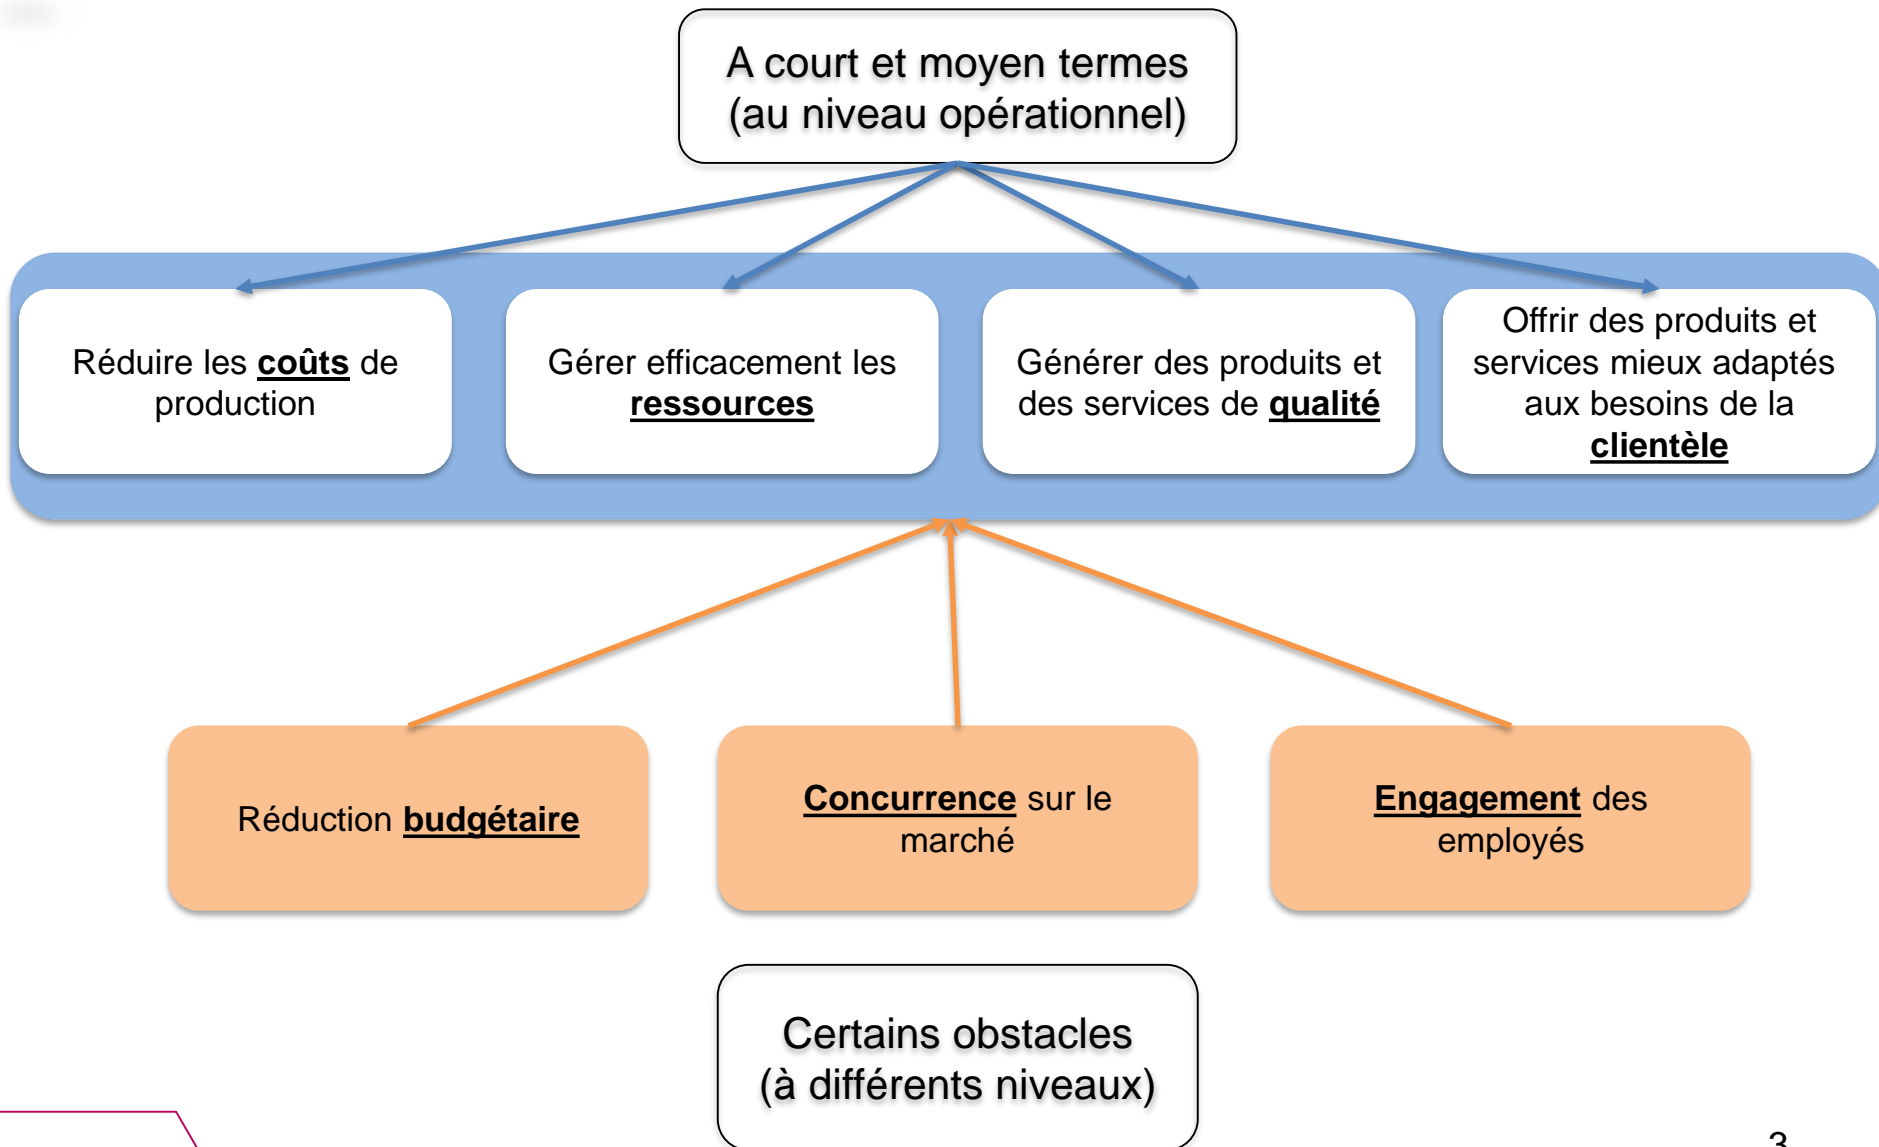 A court et moyen termes
(au niveau opérationnel)
Réduire les coûts de
production
Gérer efficacement les
ressources
Générer des produits et
des services de qualité
Offrir des produits et
services mieux adaptés
aux besoins de la
clientèle
Réduction budgétaire
Concurrence sur le
marché
Engagement des
employés
Certains obstacles
(à différents niveaux)
3